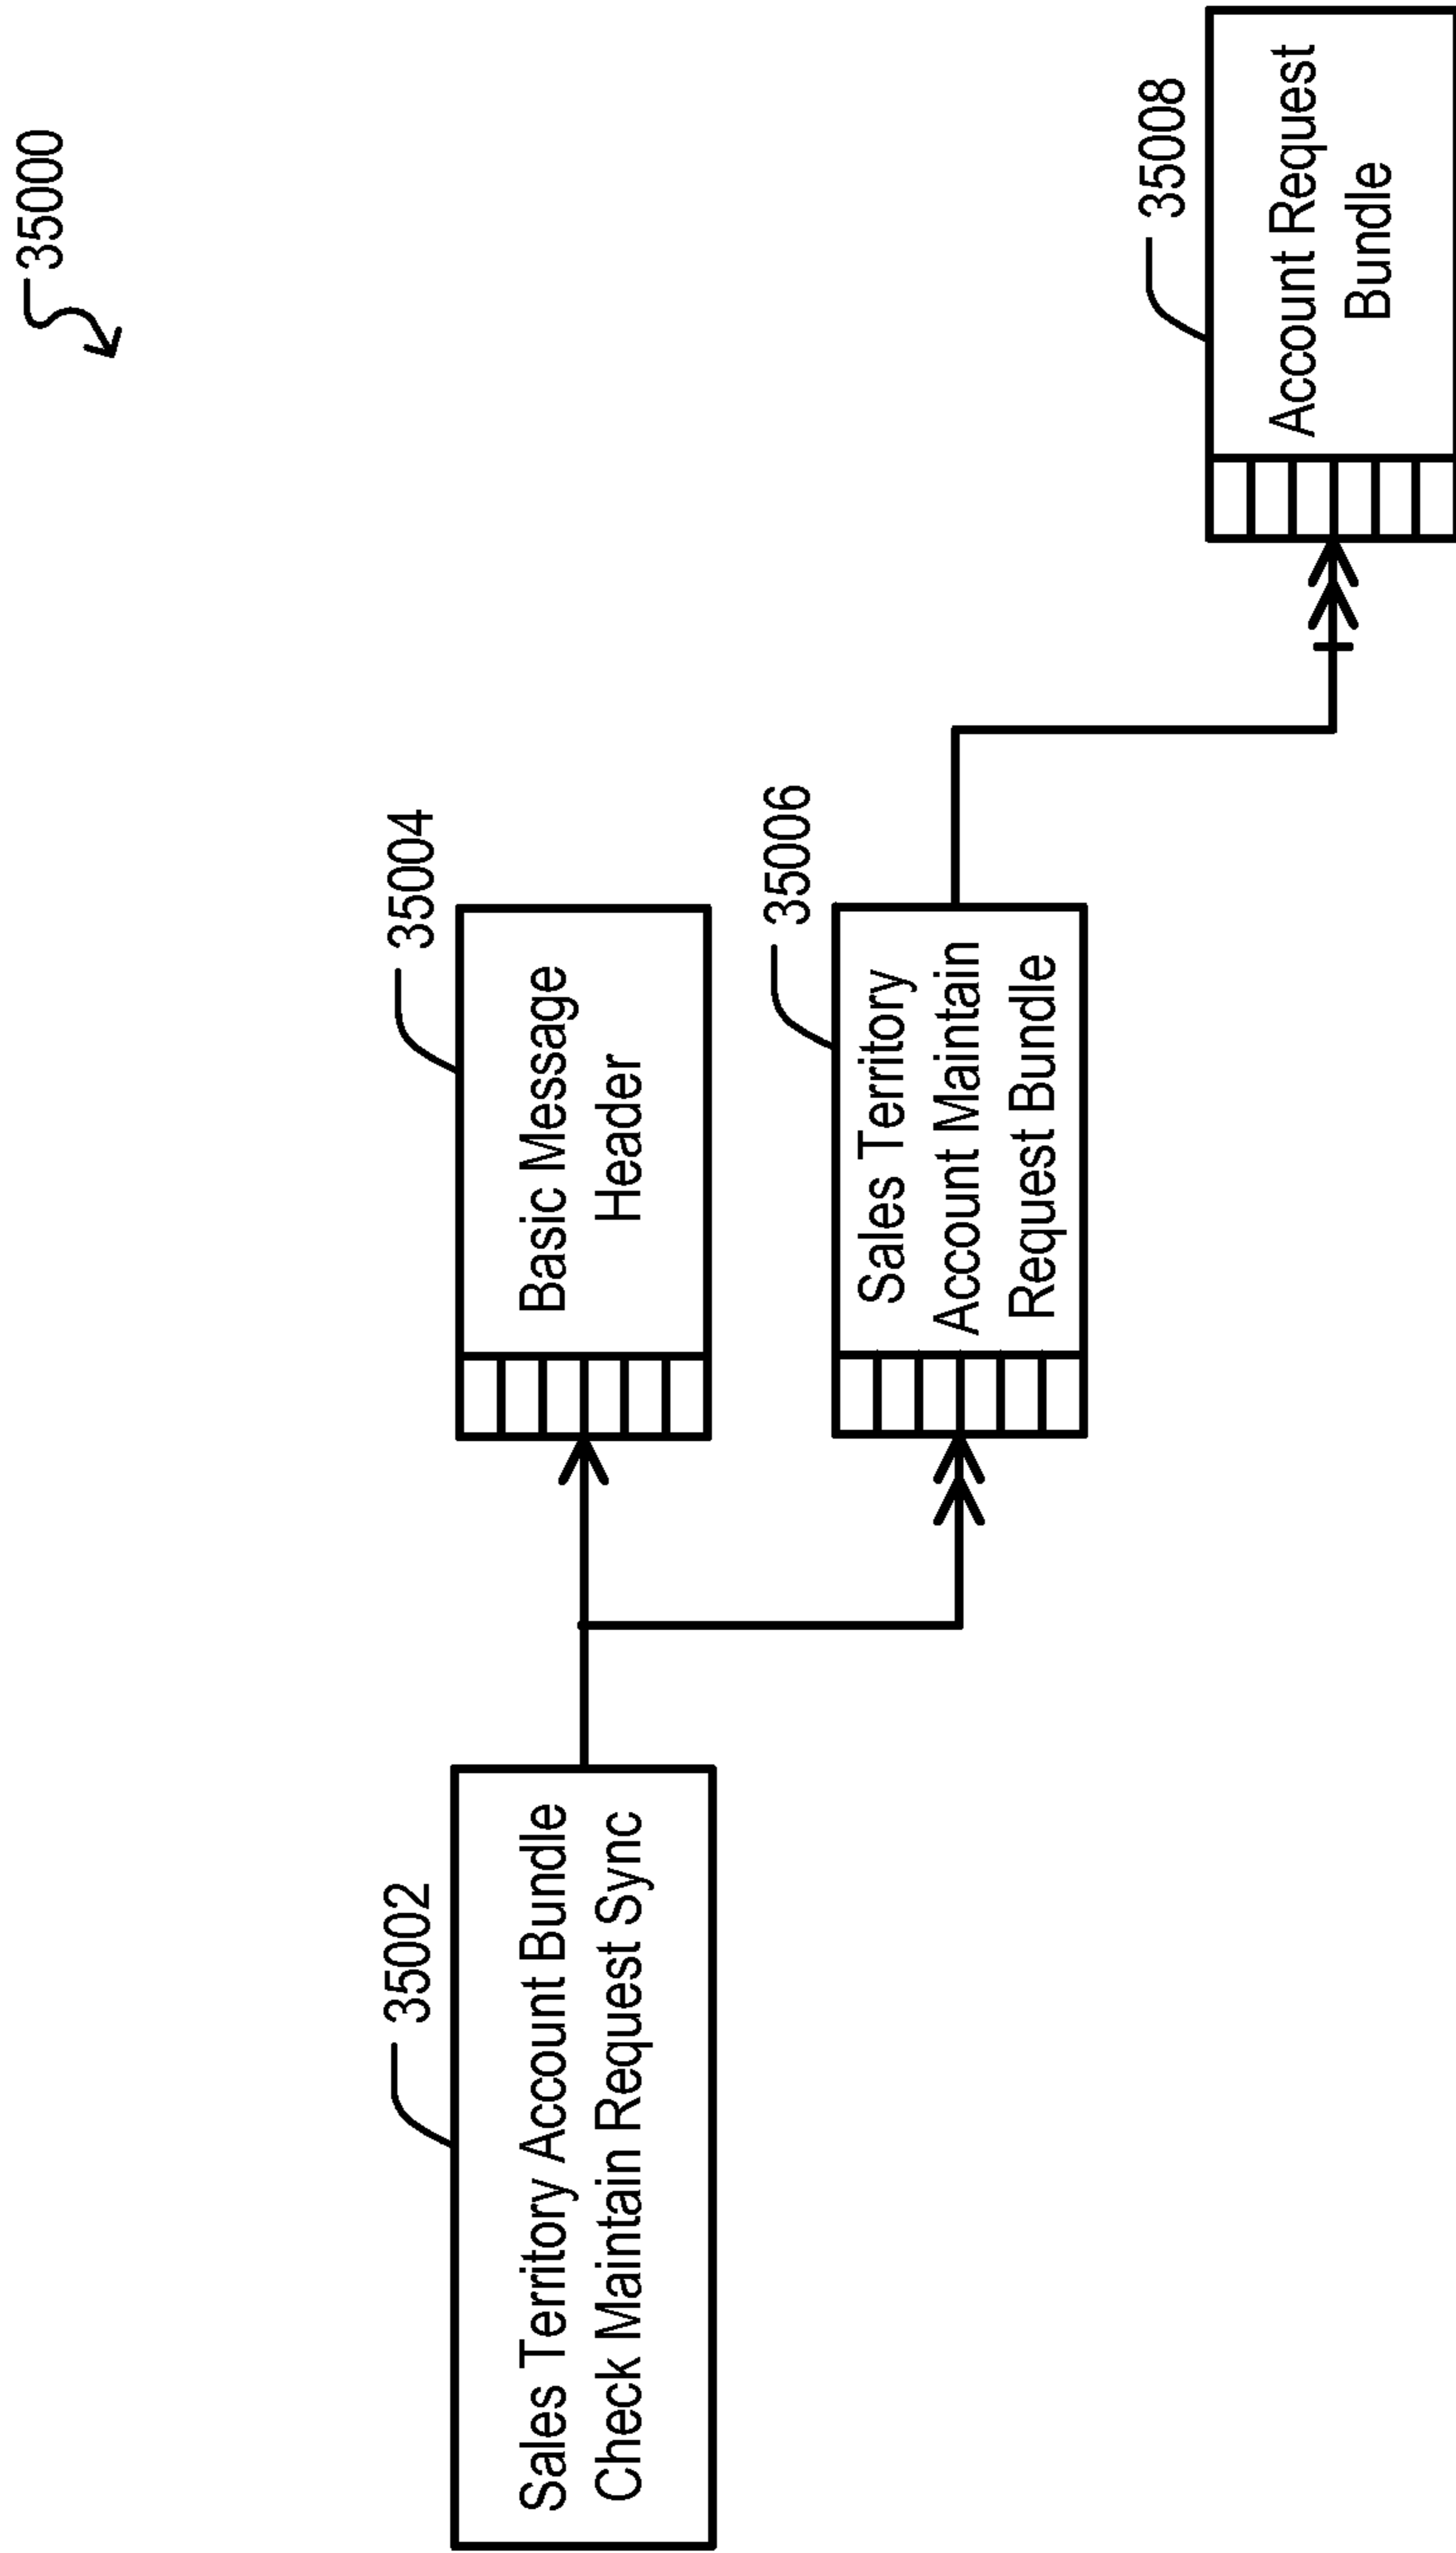 35000
35002
Sales Territory Account Bundle
Check Maintain Request Sync
35004
Basic Message
Header
35006
Sales Territory
Account Maintain
Request Bundle
35008
Account Request
Bundle